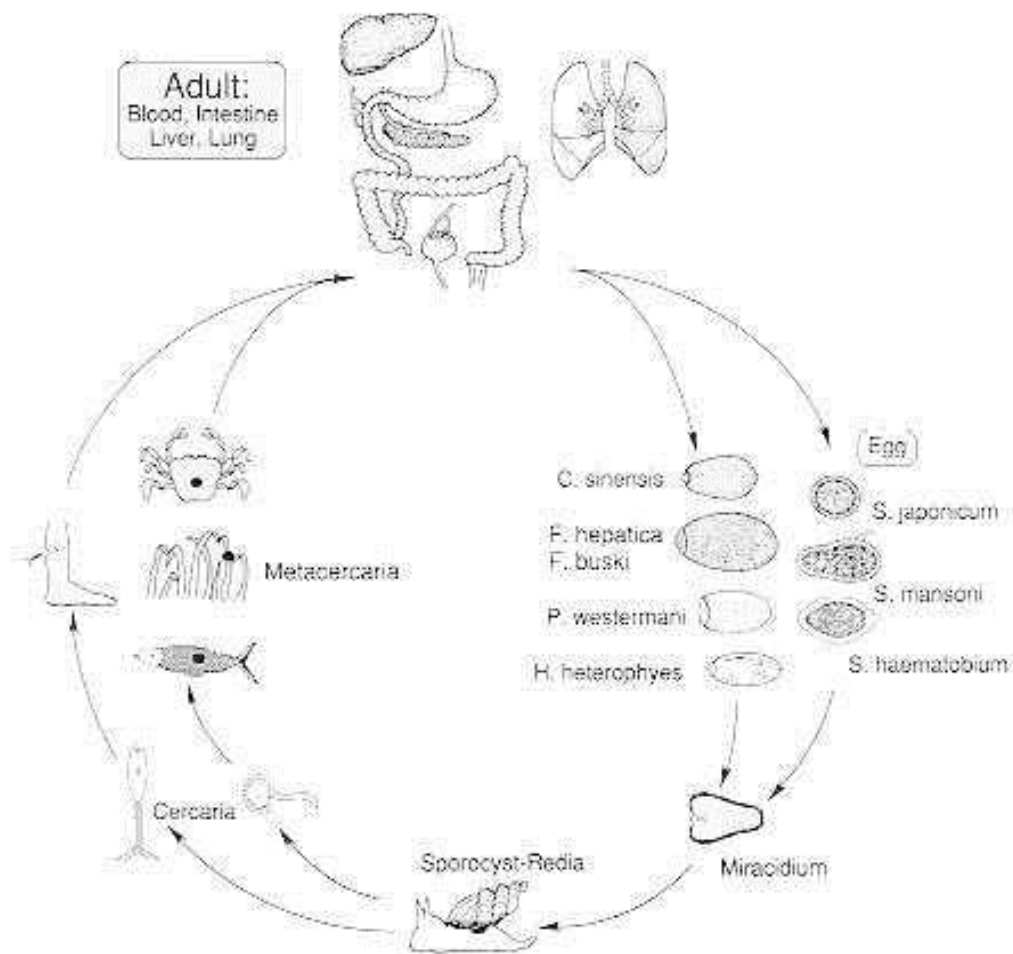 Adult:
Blood, Intestine
Liver, Lung
Egg
C. sinensis
S. japonicum
F. hepatica
F. buski
Metacercaria
S. mansoni
P. westermani
S. haematobium
H. heterophyes
Cercaria
Sporocyst-Redia
Miracidium